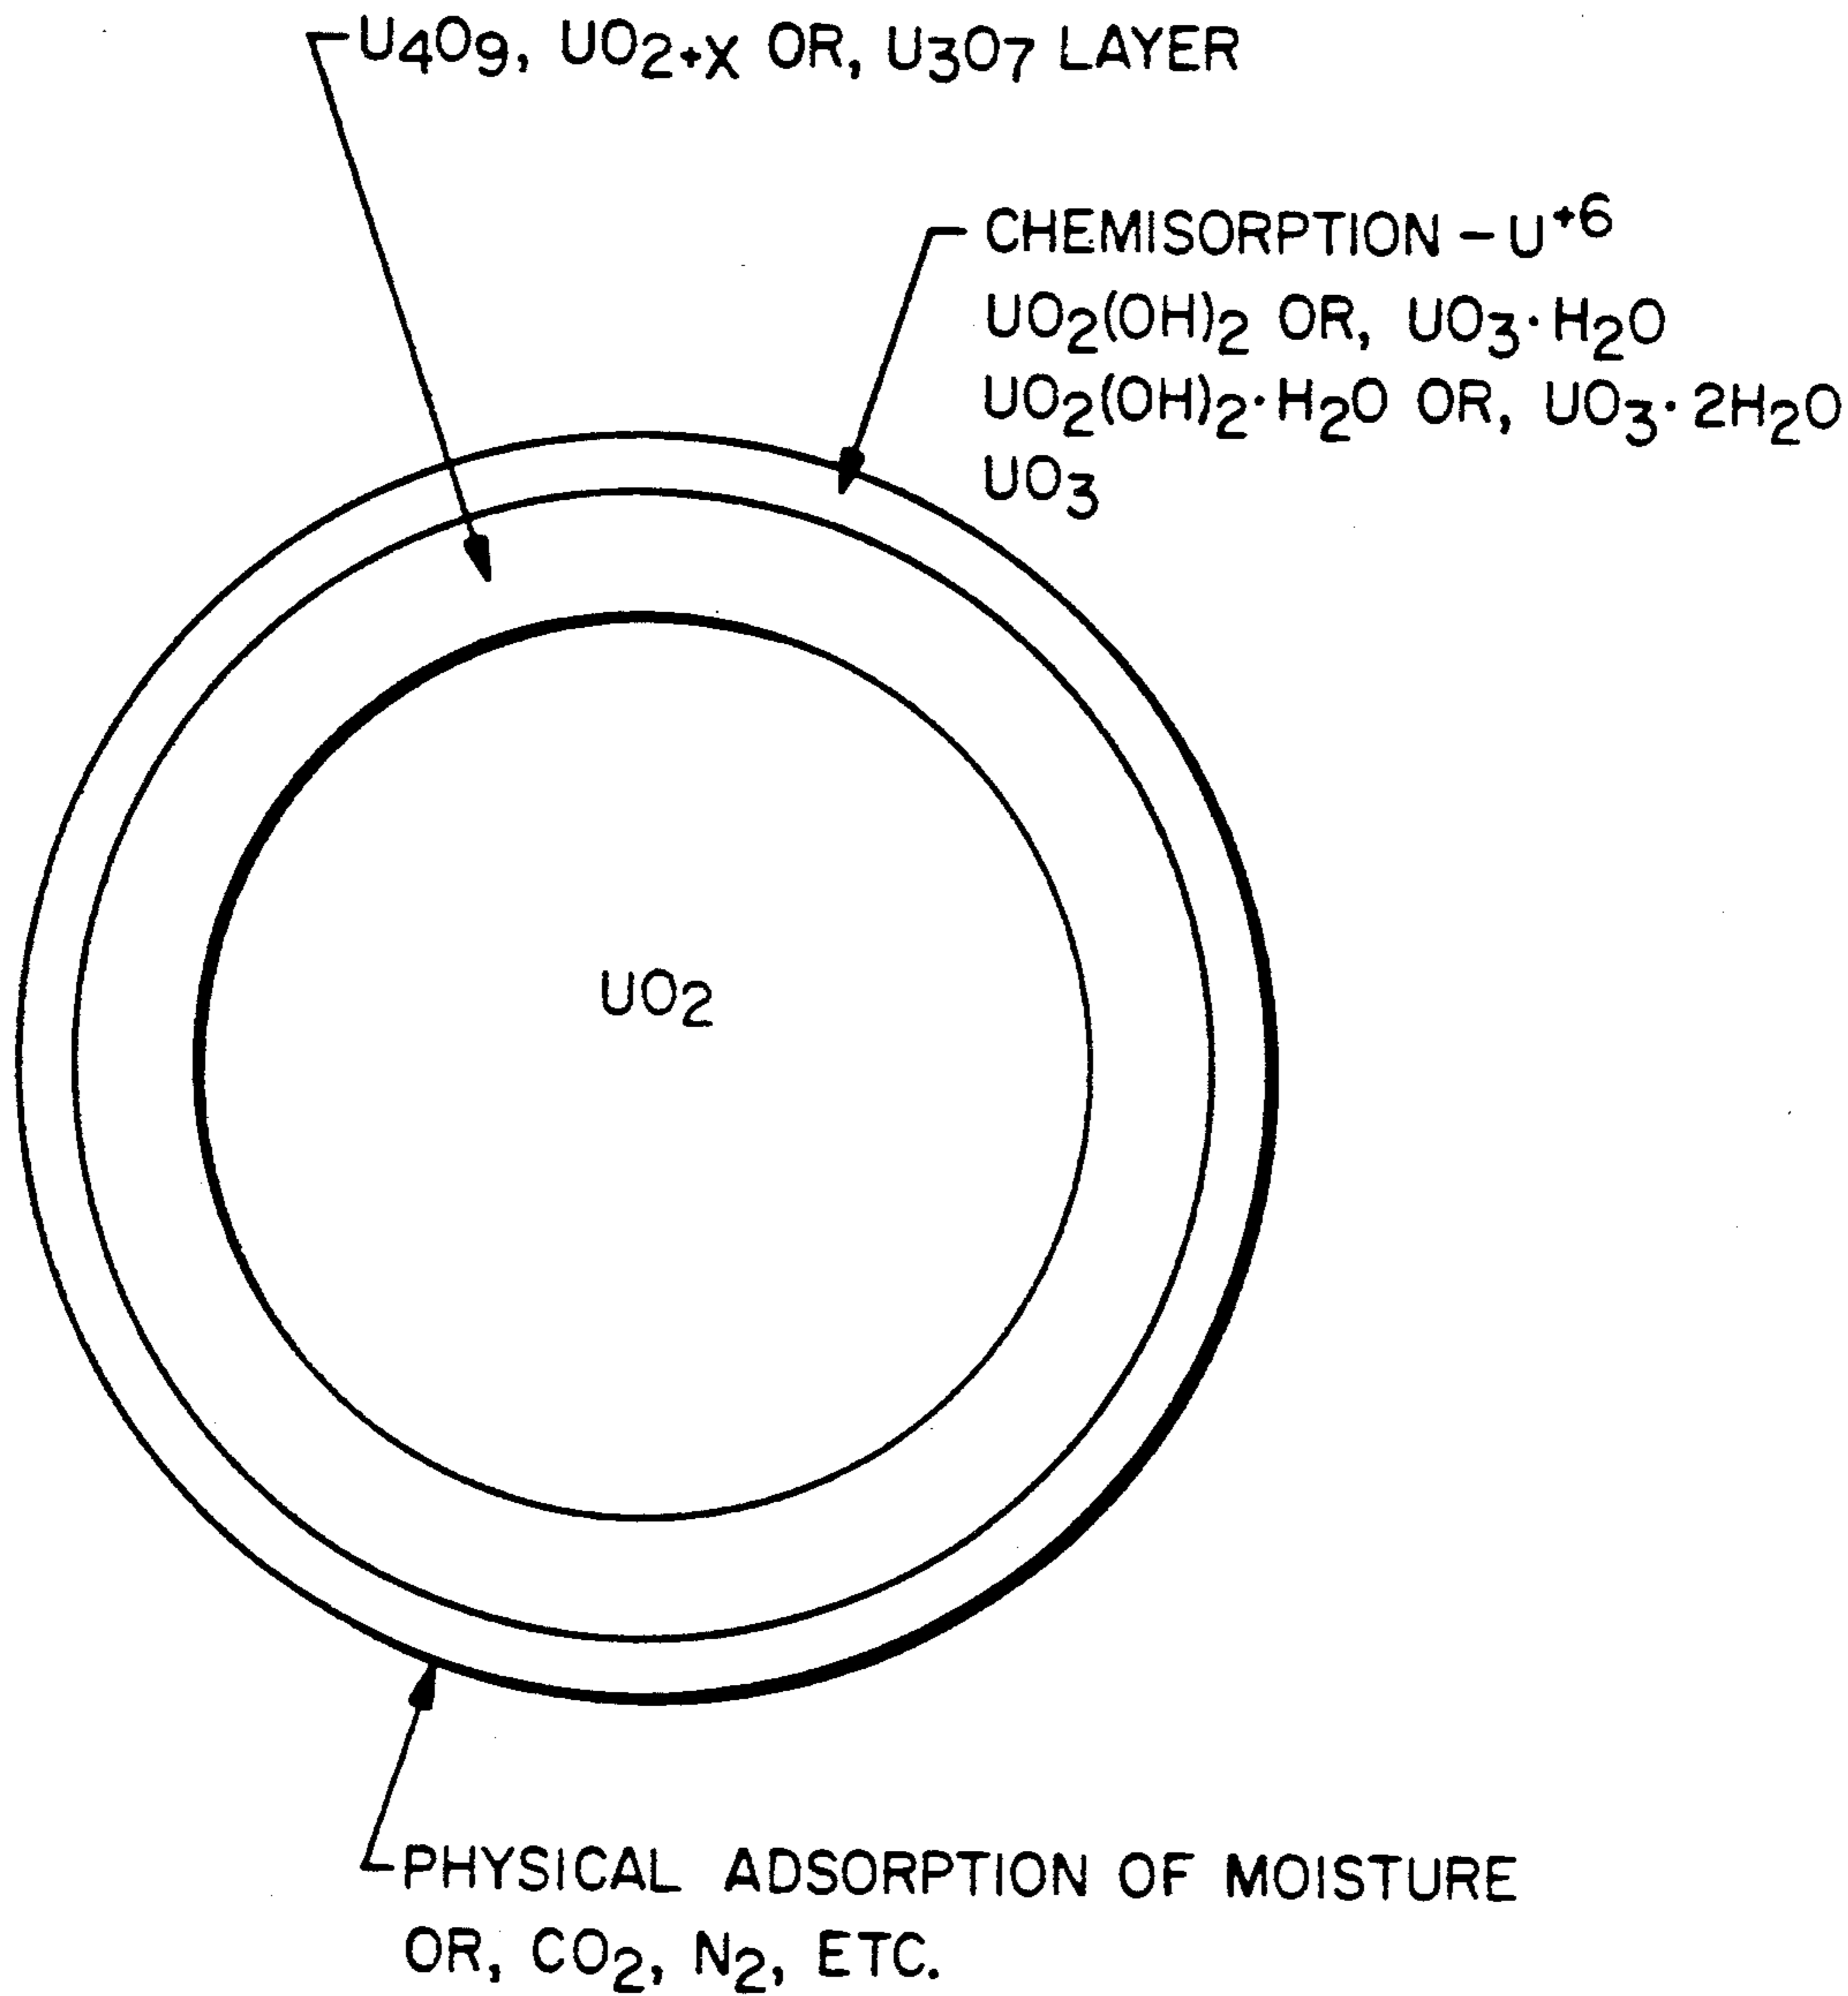 U₄O₉, UO₂₊X OR, U₃O₇ LAYER
CHEMISORPTION – U⁺⁶
UO₂(OH)₂ OR, UO₃·H₂O
UO₂(OH)₂·H₂O OR, UO₃·2H₂O
UO₃
UO₂
PHYSICAL ADSORPTION OF MOISTURE
OR, CO₂, N₂, ETC.